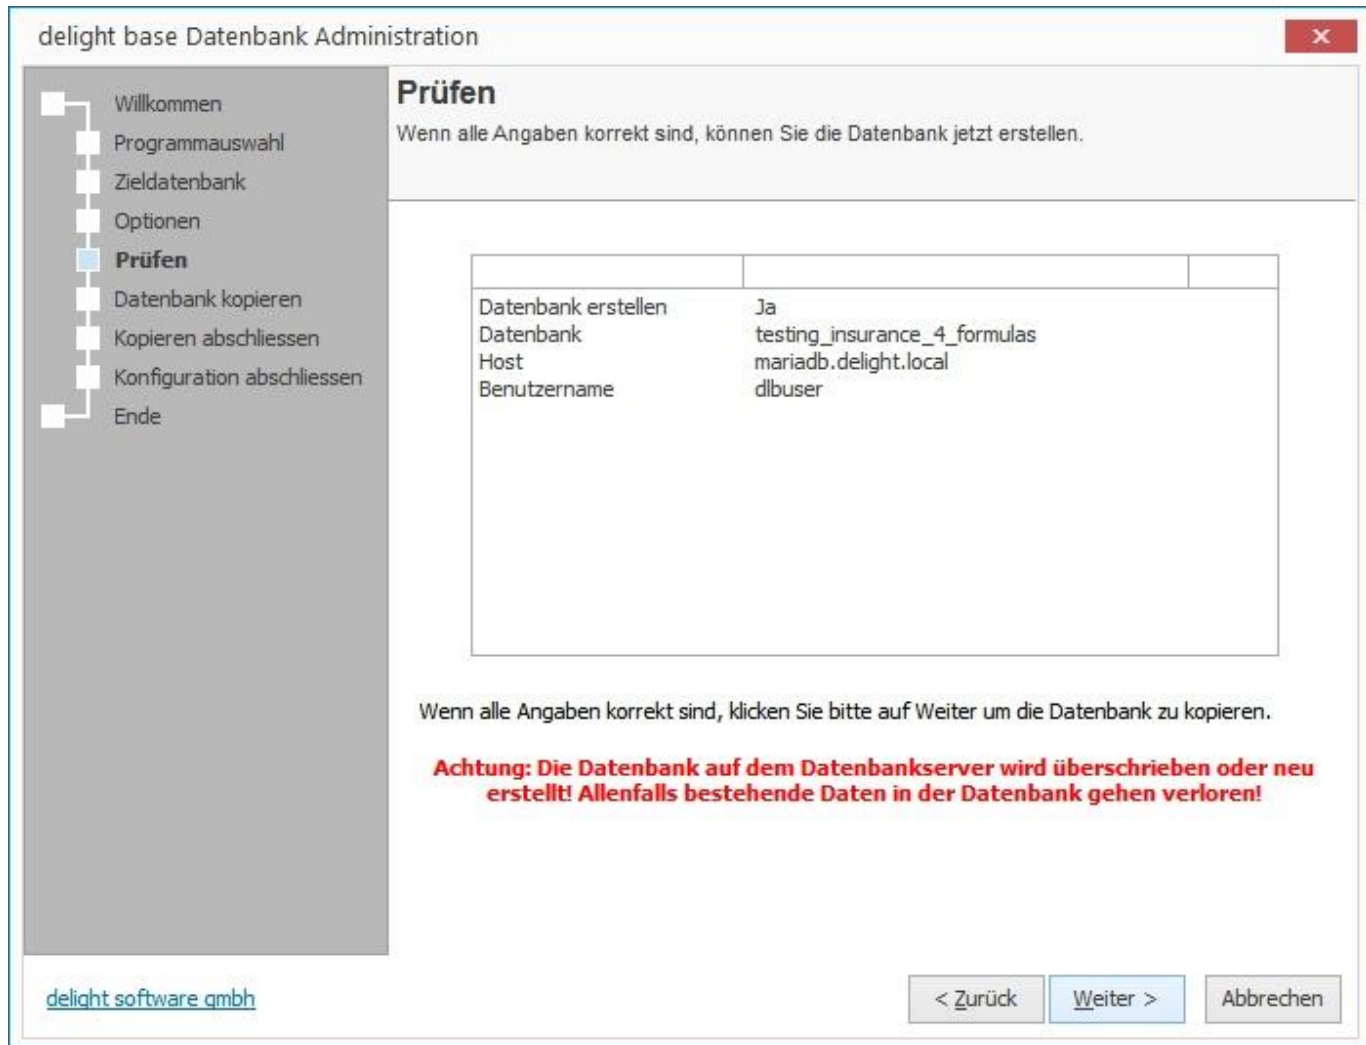 delight base Datenbank Administration
Willkommen
Programmauswahl
Zieldatenbank
Optionen
Prüfen
Datenbank kopieren
Kopieren abschliessen
Konfiguration abschliessen
Ende
Prüfen
Wenn alle Angaben korrekt sind, können Sie die Datenbank jetzt erstellen.
Datenbank erstellen Ja
Datenbank testing_insurance_4_formulas
Host mariadb.delight.local
Benutzername dlbuser
Wenn alle Angaben korrekt sind, klicken Sie bitte auf Weiter um die Datenbank zu kopieren.
Achtung: Die Datenbank auf dem Datenbankserver wird überschrieben oder neu
erstellt! Allenfalls bestehende Daten in der Datenbank gehen verloren!
delight software gmbh
< Zurück Weiter > Abbrechen